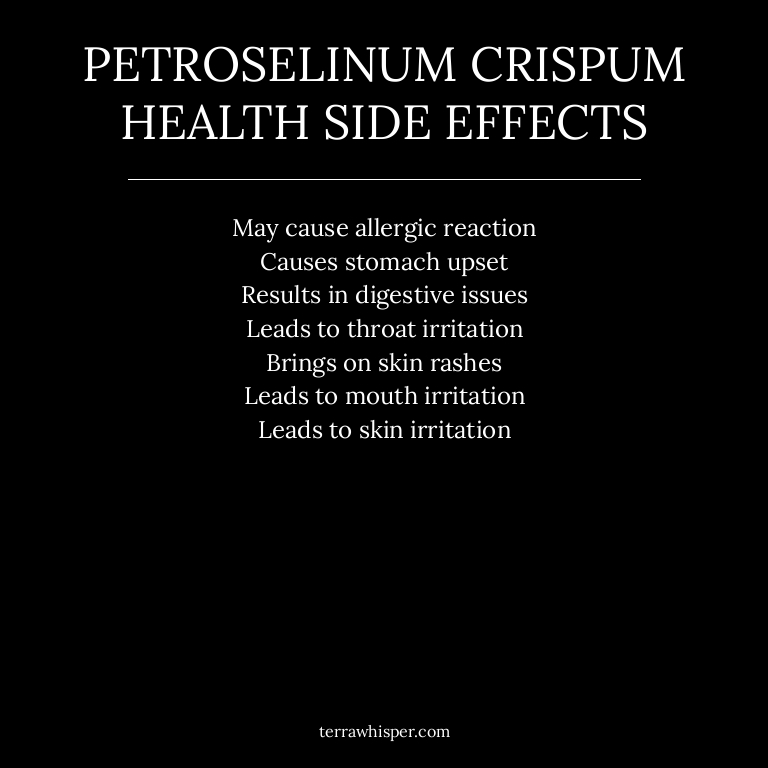 PETROSELINUM CRISPUM
HEALTH SIDE EFFECTS
May cause allergic reaction
Causes stomach upset
Results in digestive issues
Leads to throat irritation
Brings on skin rashes
Leads to mouth irritation
Leads to skin irritation
terrawhisper.com